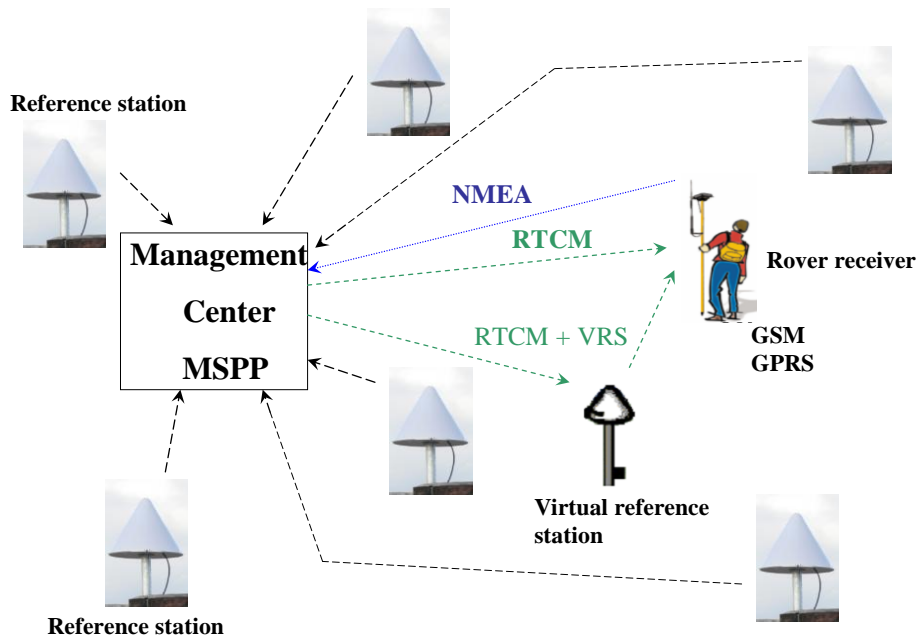 Reference station
NMEA
RTCM
Management
Center
MSPP
Rover receiver
GSM
GPRS
RTCM + VRS
Virtual reference
station
Reference station